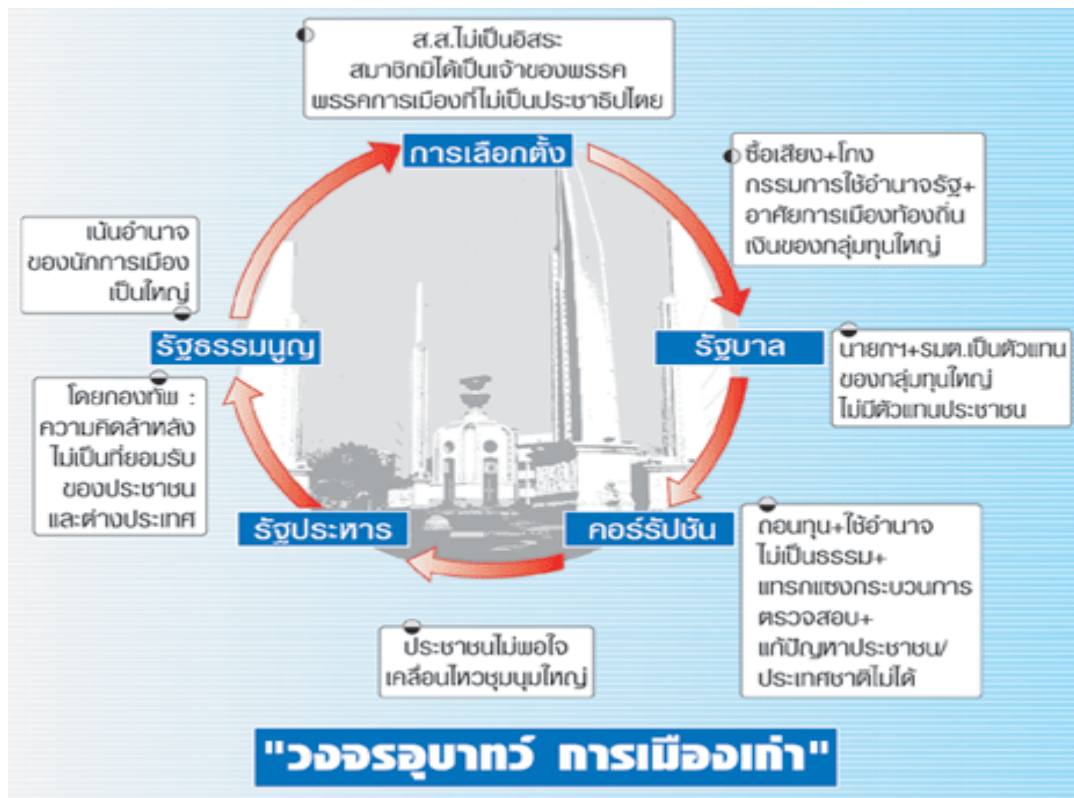 ส.ส.ไม่เป็นอิสระ
สมาชิกมิได้เป็นเจ้าของพรรค
พรรคการเมืองที่ไม่เป็นประชาธิปไตย
การเลือกตั้ง
ซื้อเสียง+โกง
กรรมการใช้อำนาจรัฐ+
อาศัยการเมืองท้องถิ่น
เงินของกลุ่มทุนใหญ่
รัฐบาล
นายกฯ+รมต.เป็นตัวแทน
ของกลุ่มทุนใหญ่
ไม่มีตัวแทนประชาชน
คอร์รัปชัน
ถอนทุน+ใช้อำนาจ
ไม่เป็นธรรม+
แทรกแซงกระบวนการ
ตรวจสอบ+
แก้ปัญหาประชาชน/
ประเทศชาติไม่ได้
ประชาชนไม่พอใจ
เคลื่อนไหวชุมนุมใหญ่
รัฐประหาร
โดยกองทัพ :
ความคิดล้าหลัง
ไม่เป็นที่ยอมรับ
ของประชาชน
และต่างประเทศ
รัฐธรรมนูญ
เน้นอำนาจ
ของนักการเมือง
เป็นใหญ่
"วงจรอุบาทว์ การเมืองเก่า"